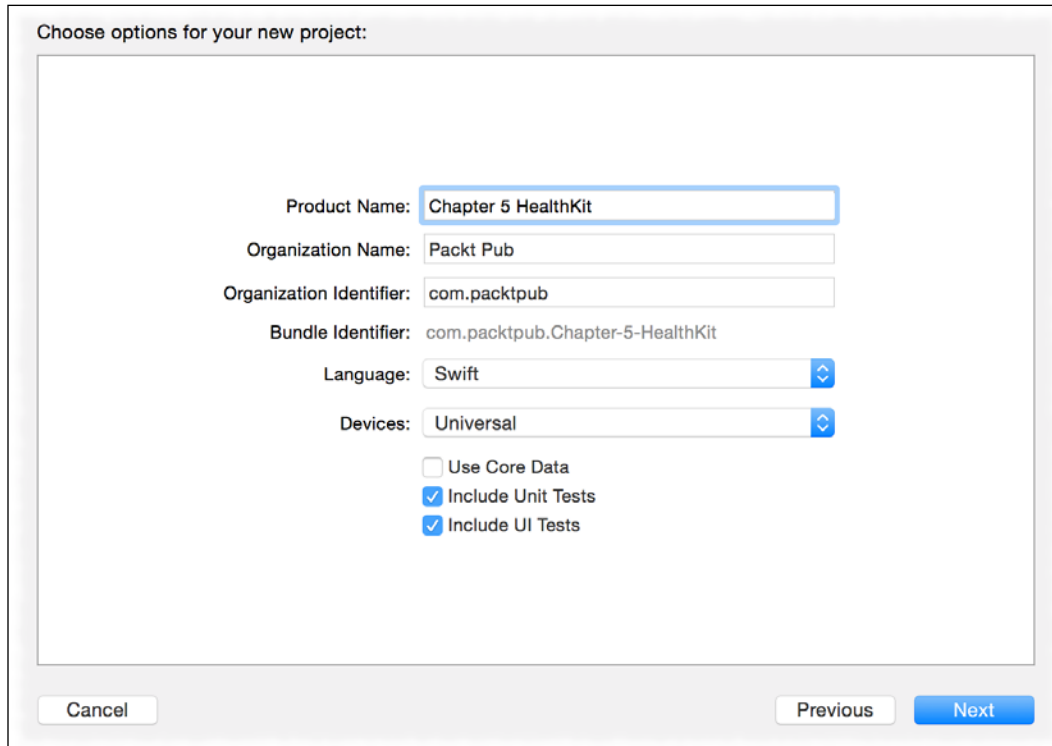 Choose options for your new project:
Product Name: Chapter 5 HealthKit
Organization Name: Packt Pub
Organization Identifier: com.packtpub
Bundle Identifier: com.packtpub.Chapter-5-HealthKit
Language: Swift
Devices: Universal
Use Core Data
Include Unit Tests
Include UI Tests
Cancel Previous Next